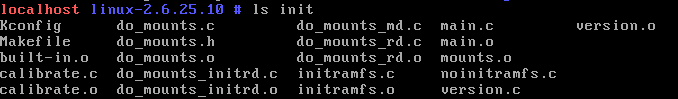 localhost linux-2.6.25.10 # ls init
Kconfig do_mounts.c do_mounts_md.c main.c version.o
Makefile do_mounts.h do_mounts_rd.c main.o
built-in.o do_mounts.o do_mounts_rd.o mounts.o
calibrate.c do_mounts_initrd.c initramfs.c noinitramfs.c
calibrate.o do_mounts_initrd.o initramfs.o version.c